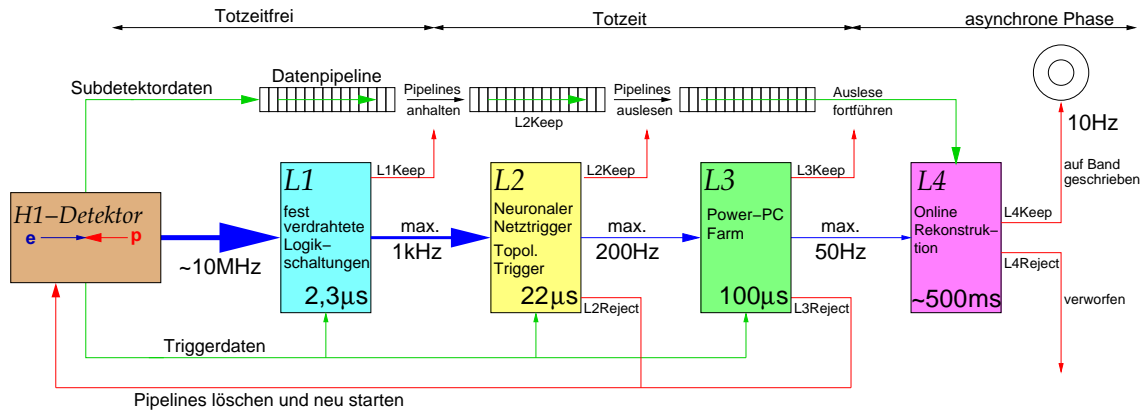 Totzeitfrei
Totzeit
asynchrone Phase
Subdetektordaten
Datenpipeline
Pipelines
anhalten
L2Keep
Pipelines
auslesen
Auslese
fortführen
10Hz
auf Band
geschrieben
H1–Detektor
e
p
~10MHz
L1
fest
verdrahtete
Logik–
schaltungen
2,3µs
L1Keep
max.
1kHz
L2
Neuronaler
Netztrigger
Topol.
Trigger
22µs
L2Keep
max.
200Hz
L2Reject
L3
Power–PC
Farm
100µs
L3Keep
max.
50Hz
L3Reject
L4
Online
Rekonstruk–
tion
~500ms
L4Keep
L4Reject
verworfen
Triggerdaten
Pipelines löschen und neu starten